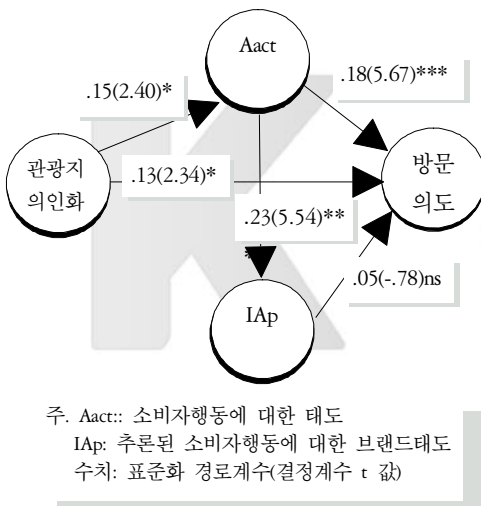 Aact
.15(2.40)*
.18(5.67)***
관광지
의인화
.13(2.34)*
방문
의도
.23(5.54)**
*
.05(-.78)ns
IAp
주. Aact:: 소비자행동에 대한 태도
IAp: 추론된 소비자행동에 대한 브랜드태도
수치: 표준화 경로계수(결정계수 t 값)